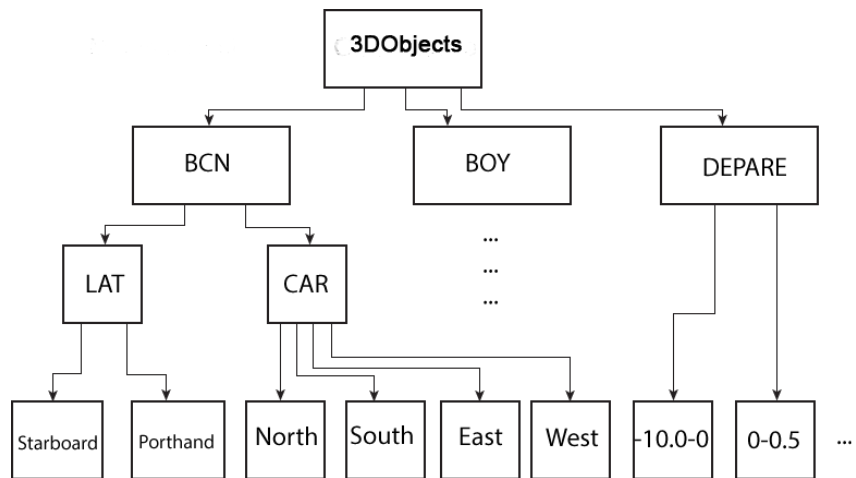 3DObjects
BCN
BOY
DEPARE
...
...
...
LAT
CAR
Starboard
Porthand
North
South
East
West
-10.0-0
0-0.5
...